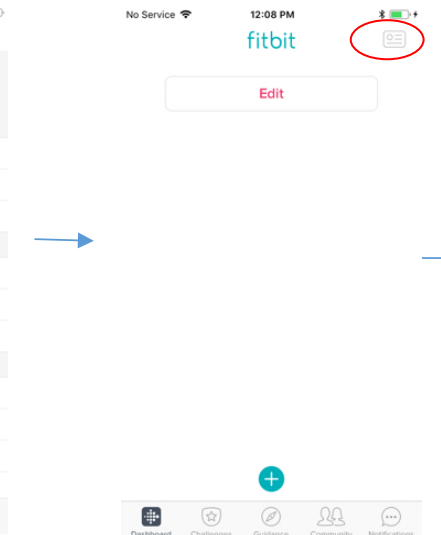 No Service 12:08 PM
fitbit
Edit
Dashboard Challenges Guidance Community Notifications